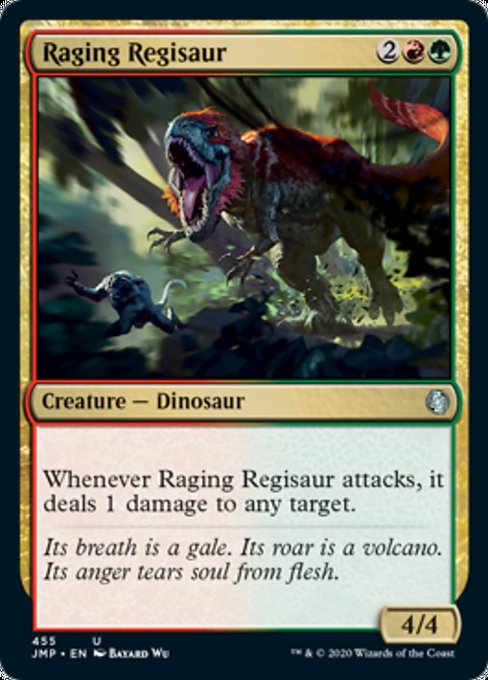 Raging Regisaur 2
Creature — Dinosaur
Whenever Raging Regisaur attacks, it
deals 1 damage to any target.
Its breath is a gale. Its roar is a volcano.
Its anger tears soul from flesh.
4/4
455 U
JMP • EN Bayard Wu
™ & © 2020 Wizards of the Coast